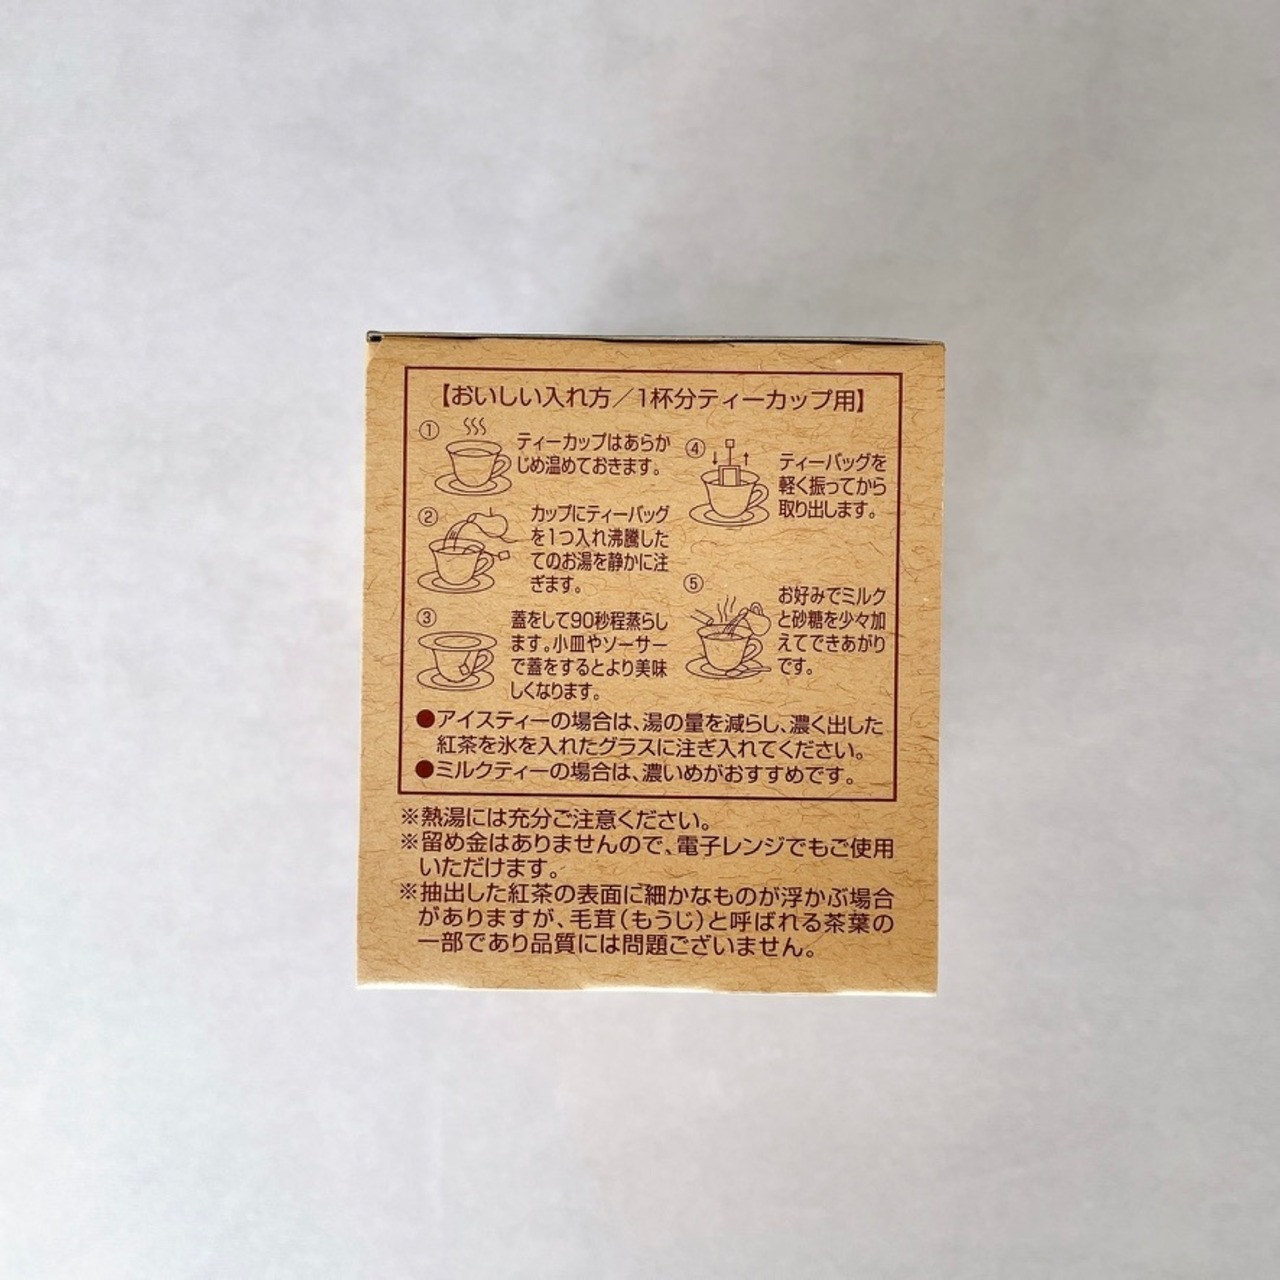 【おいしい入れ方／1杯分ティーカップ用】
①
ティーカップはあらか
じめ温めておきます。
②
カップにティーバッグ
を1つ入れ沸騰した
てのお湯を静かに注
ぎます。
③
蓋をして90秒程蒸らし
ます。小皿やソーサー
で蓋をするとより美味
しくなります。
④
ティーバッグを
軽く振ってから
取り出します。
⑤
お好みでミルク
と砂糖を少々加
えてできあがり
です。
●アイスティーの場合は、湯の量を減らし、濃く出した
紅茶を氷を入れたグラスに注ぎ入れてください。
●ミルクティーの場合は、濃いめがおすすめです。
※熱湯には充分ご注意ください。
※留め金はありませんので、電子レンジでもご使用
いただけます。
※抽出した紅茶の表面に細かなものが浮かぶ場合
がありますが、毛茸（もうじ）と呼ばれる茶葉の
一部であり品質には問題ございません。